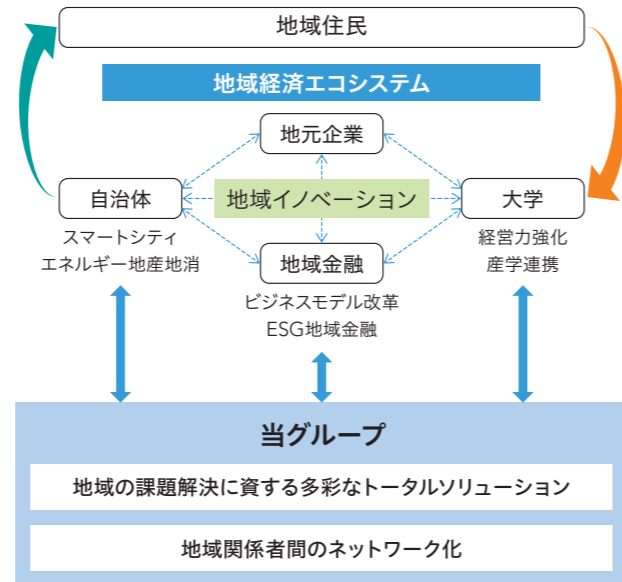 地域住民
地域経済エコシステム
地元企業
自治体
地域イノベーション
大学
スマートシティ
エネルギー地産地消
地域金融
経営力強化
産学連携
ビジネスモデル改革
ESG地域金融
当グループ
地域の課題解決に資する多彩なトータルソリューション
地域関係者間のネットワーク化